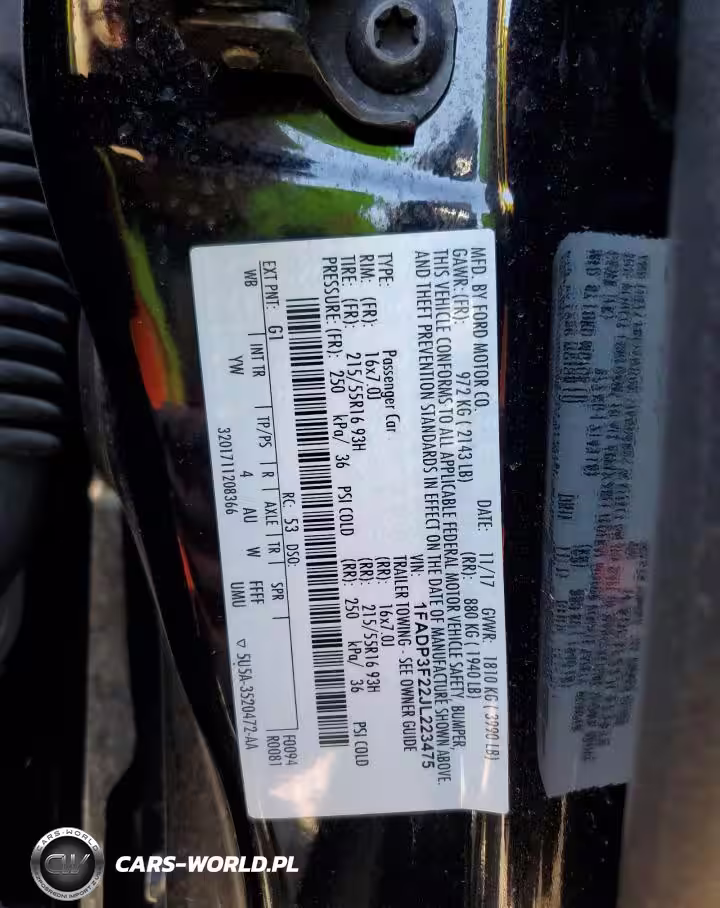 MFD. BY FORD MOTOR CO. DATE: 11/17 GVWR: 1810 KG ( 3990 LB)
GAWR: (FR): 972 KG ( 2143 LB) (RR): 880 KG ( 1940 LB)
THIS VEHICLE CONFORMS TO ALL APPLICABLE FEDERAL MOTOR VEHICLE SAFETY, BUMPER,
AND THEFT PREVENTION STANDARDS IN EFFECT ON THE DATE OF MANUFACTURE SHOWN ABOVE.
VIN: 1FADP3F22JL223475
TYPE: Passenger Car TRAILER TOWING - SEE OWNER GUIDE
RIM: (FR): 16x7.0J (RR): 16x7.0J
TIRE: (FR): 215/55R16 93H (RR): 215/55R16 93H
PRESSURE: (FR): 250 kPa/ 36 PSI COLD (RR): 250 kPa/ 36 PSI COLD
RC: 53 DSO: F0094
EXT PNT: G1 INT TR TP/PS R AXLE TR SPR R0081
WB YW 4 AU W FFFF UMU
3201711208366 ▽ 5U5A-3520472-AA
CARS-WORLD
CW
CARS-WORLD.PL